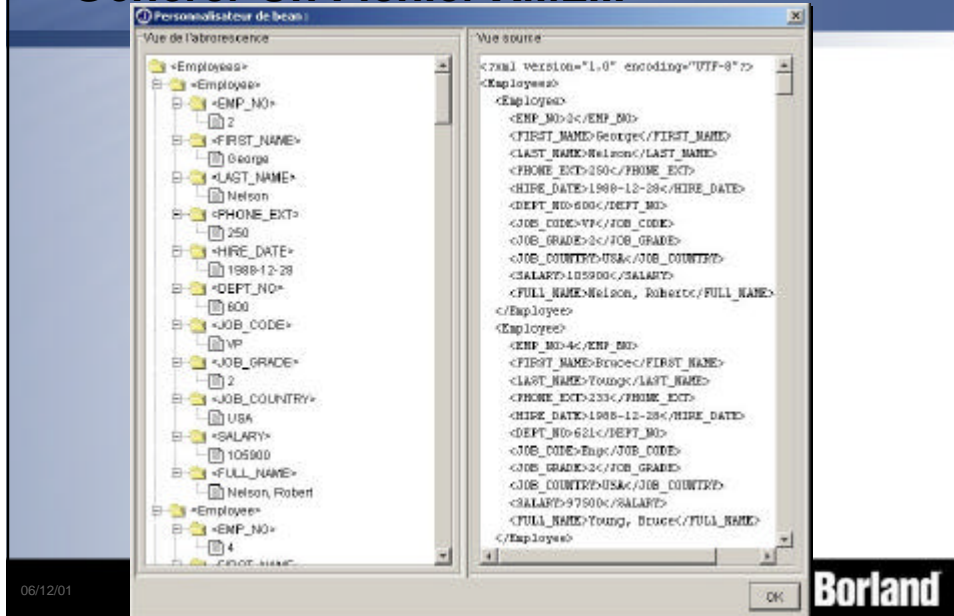 Générer Un Fichier XMLM
Personnalisateur de bean :
Vue de l'abrorescence
<Employees>
<Employee>
<EMP_NO>
2
<FIRST_NAME>
George
<LAST_NAME>
Nelson
<PHONE_EXT>
250
<HIRE_DATE>
1988-12-28
<DEPT_NO>
600
<JOB_CODE>
VP
<JOB_GRADE>
2
<JOB_COUNTRY>
USA
<SALARY>
105900
<FULL_NAME>
Nelson, Robert
<Employee>
<EMP_NO>
4
<FIRST_NAME>
Vue source
<?xml version="1.0" encoding="UTF-8"?>
<Employees>
<Employee>
<EMP_NO>2</EMP_NO>
<FIRST_NAME>George</FIRST_NAME>
<LAST_NAME>Nelson</LAST_NAME>
<PHONE_EXT>250</PHONE_EXT>
<HIRE_DATE>1988-12-28</HIRE_DATE>
<DEPT_NO>600</DEPT_NO>
<JOB_CODE>VP</JOB_CODE>
<JOB_GRADE>2</JOB_GRADE>
<JOB_COUNTRY>USA</JOB_COUNTRY>
<SALARY>105900</SALARY>
<FULL_NAME>Nelson, Robert</FULL_NAME>
</Employee>
<Employee>
<EMP_NO>4</EMP_NO>
<FIRST_NAME>Bruce</FIRST_NAME>
<LAST_NAME>Young</LAST_NAME>
<PHONE_EXT>233</PHONE_EXT>
<HIRE_DATE>1988-12-28</HIRE_DATE>
<DEPT_NO>621</DEPT_NO>
<JOB_CODE>Eng</JOB_CODE>
<JOB_GRADE>2</JOB_GRADE>
<JOB_COUNTRY>USA</JOB_COUNTRY>
<SALARY>97500</SALARY>
<FULL_NAME>Young, Bruce</FULL_NAME>
</Employee>
OK
06/12/01
Borland